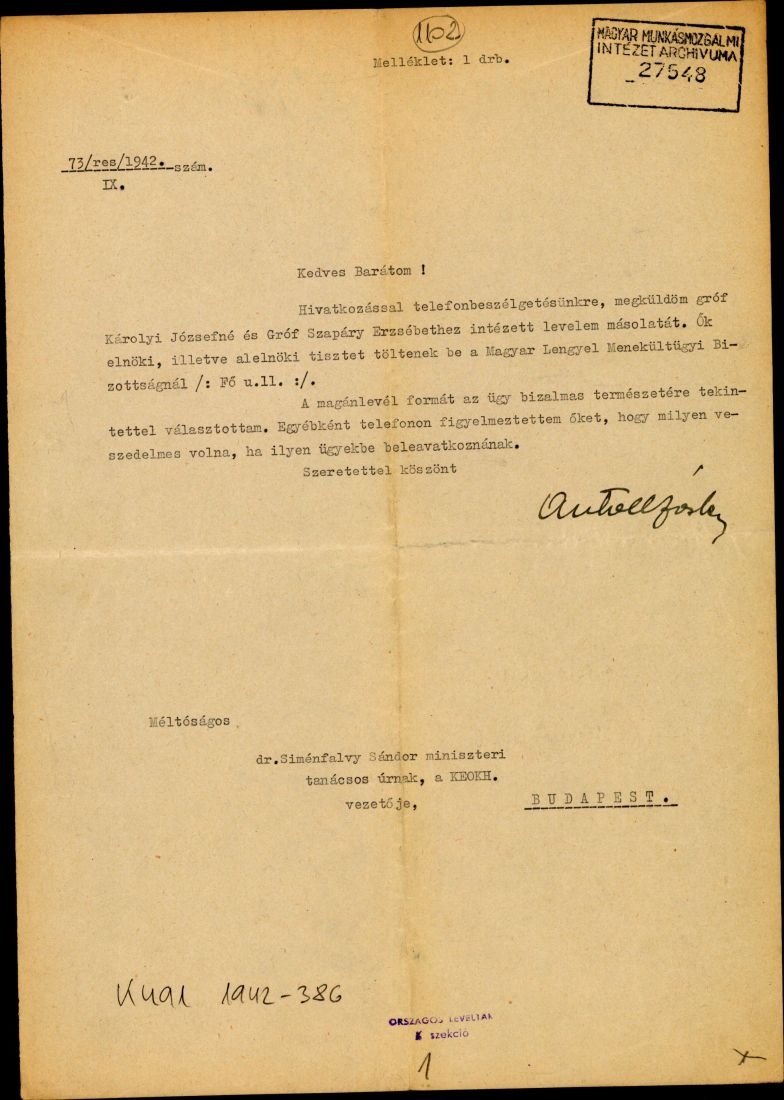 1102
MAGYAR MUNKÁSMOZGALMI
INTÉZET ARCHIVUMA
27548
Melléklet: 1 drb.
73/res/1942. szám.
IX.
Kedves Barátom !
Hivatkozással telefonbeszélgetésünkre, megküldöm gróf
Károlyi Józsefné és Gróf Szapáry Erzsébethez intézett levelem másolatát. Ők
elnöki, illetve alelnöki tisztet töltenek be a Magyar Lengyel Menekültügyi Bi-
zottságnál /: Fő u.11. :/.
A magánlevél formát az ügy bizalmas természetére tekin-
tettel választottam. Egyébként telefonon figyelmeztettem őket, hogy milyen ve-
szedelmes volna, ha ilyen ügyekbe beleavatkoznának.
Szeretettel köszönt
Méltóságos
dr.Siménfalvy Sándor miniszteri
tanácsos úrnak, a KEOKH.
vezetője,
BUDAPEST.
1942-386
ORSZÁGOS LEVÉLTÁR
szekció
1